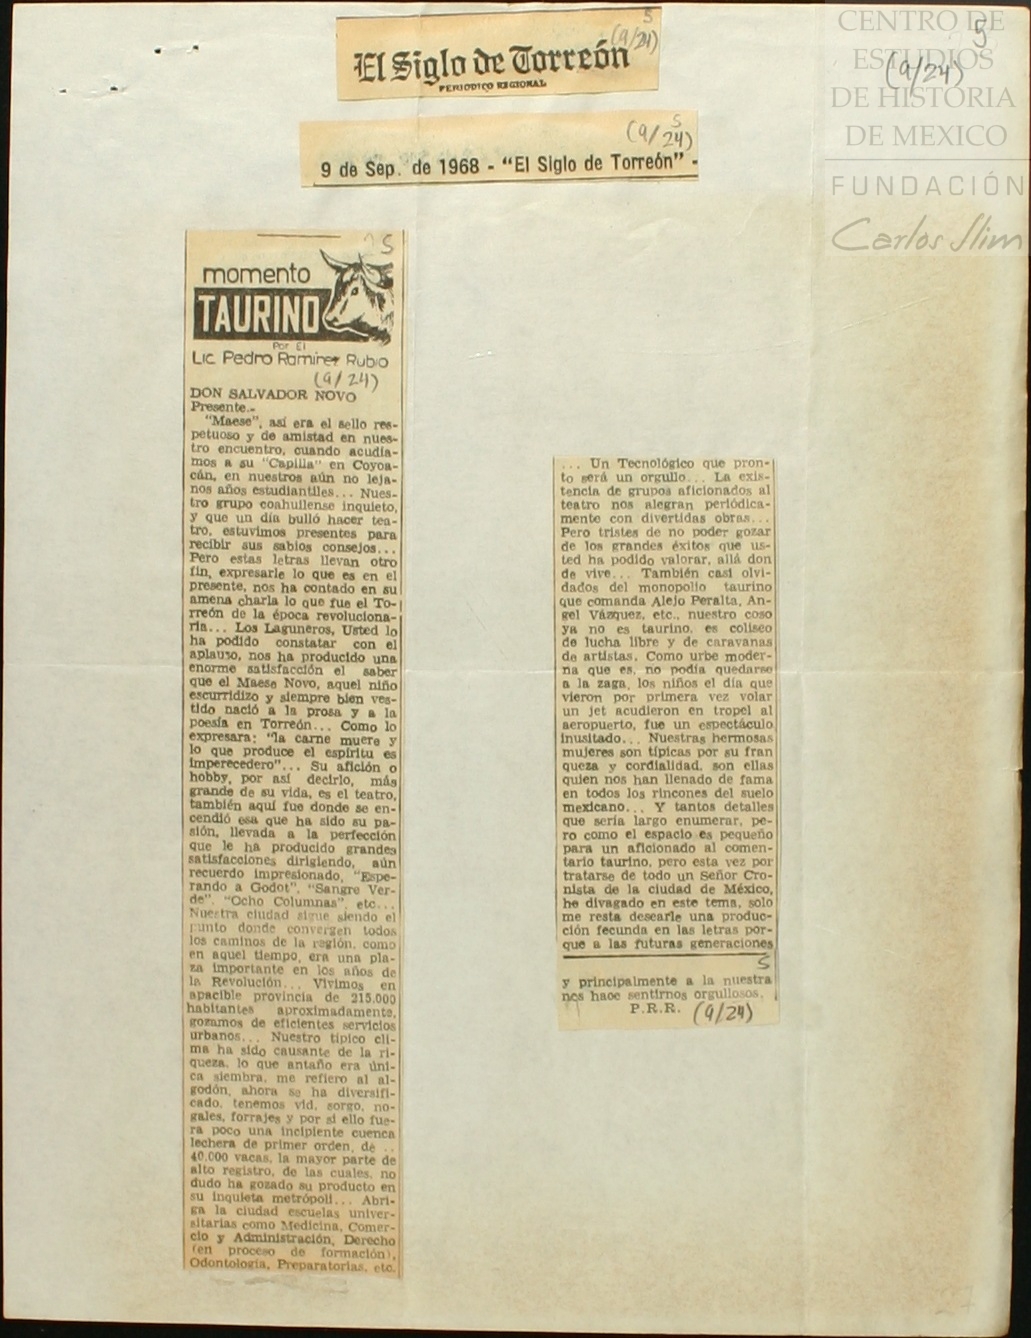 5
(9/24)
El Siglo de Torreón
PERIODICO REGIONAL
5
(9/24)
9 de Sep. de 1968 - "El Siglo de Torreón" -
CENTRO DE
ESTUDIOS
DE HISTORIA
DE MEXICO
FUNDACIÓN
Carlos Slim
5
(9/24)
5
momento
TAURINO
Por El
Lic. Pedro Ramírez Rubio
(9/24)
DON SALVADOR NOVO
Presente.-
"Maese", así era el sello res-
petuoso y de amistad en nues-
tro encuentro, cuando acudía-
mos a su "Capilla" en Coyoa-
cán, en nuestros aún no leja-
nos años estudiantiles... Nues-
tro grupo coahuilense inquieto,
y que un día bulló hacer tea-
tro, estuvimos presentes para
recibir sus sabios consejos...
Pero estas letras llevan otro
fin, expresarle lo que es en el
presente, nos ha contado en su
amena charla lo que fue el To-
rreón de la época revoluciona-
ria... Los Laguneros, Usted lo
ha podido constatar con el
aplauso, nos ha producido una
enorme satisfacción el saber
que el Maese Novo, aquel niño
escurridizo y siempre bien ves-
tido nació a la prosa y a la
poesía en Torreón... Como lo
expresara: "la carne muere y
lo que produce el espíritu es
imperecedero"... Su afición o
hobby, por así decirlo, más
grande de su vida, es el teatro,
también aquí fue donde se en-
cendió esa que ha sido su pa-
sión, llevada a la perfección
que le ha producido grandes
satisfacciones dirigiendo, aún
recuerdo impresionado, "Espe-
rando a Godot", "Sangre Ver-
de", "Ocho Columnas", etc...
Nuestra ciudad sigue siendo el
punto donde convergen todos
los caminos de la región, como
en aquel tiempo, era una pla-
za importante en los años de
la Revolución... Vivimos en
apacible provincia de 215.000
habitantes aproximadamente,
gozamos de eficientes servicios
urbanos... Nuestro típico cli-
ma ha sido causante de la ri-
queza, lo que antaño era úni-
ca siembra, me refiero al al-
godón, ahora se ha diversifi-
cado, tenemos vid, sorgo, no-
gales, forrajes y por si ello fue-
ra poco una incipiente cuenca
lechera de primer orden, de ..
40.000 vacas, la mayor parte de
alto registro, de las cuales, no
dudo ha gozado su producto en
su inquieta metrópoli... Abri-
ga la ciudad escuelas univer-
sitarias como Medicina, Comer-
cio y Administración, Derecho
(en proceso de formación),
Odontología, Preparatorias, etc.
... Un Tecnológico que pron-
to será un orgullo... La exis-
tencia de grupos aficionados al
teatro nos alegran periódica-
mente con divertidas obras...
Pero tristes de no poder gozar
de los grandes éxitos que us-
ted ha podido valorar, allá don
de vive... También casi olvi-
dados del monopolio taurino
que comanda Alejo Peralta, An-
gel Vázquez, etc., nuestro coso
ya no es taurino, es coliseo
de lucha libre y de caravanas
de artistas. Como urbe moder-
na que es, no podía quedarse
a la zaga, los niños el día que
vieron por primera vez volar
un jet acudieron en tropel al
aeropuerto, fue un espectáculo
inusitado... Nuestras hermosas
mujeres son típicas por su fran
queza y cordialidad, son ellas
quien nos han llenado de fama
en todos los rincones del suelo
mexicano... Y tantos detalles
que sería largo enumerar, pe-
ro como el espacio es pequeño
para un aficionado al comen-
tario taurino, pero esta vez por
tratarse de todo un Señor Cro-
nista de la ciudad de México,
he divagado en este tema, solo
me resta desearle una produc-
ción fecunda en las letras por-
que a las futuras generaciones
5
y principalmente a la nuestra
nos hace sentirnos orgullosos.
P.R.R.
(9/24)